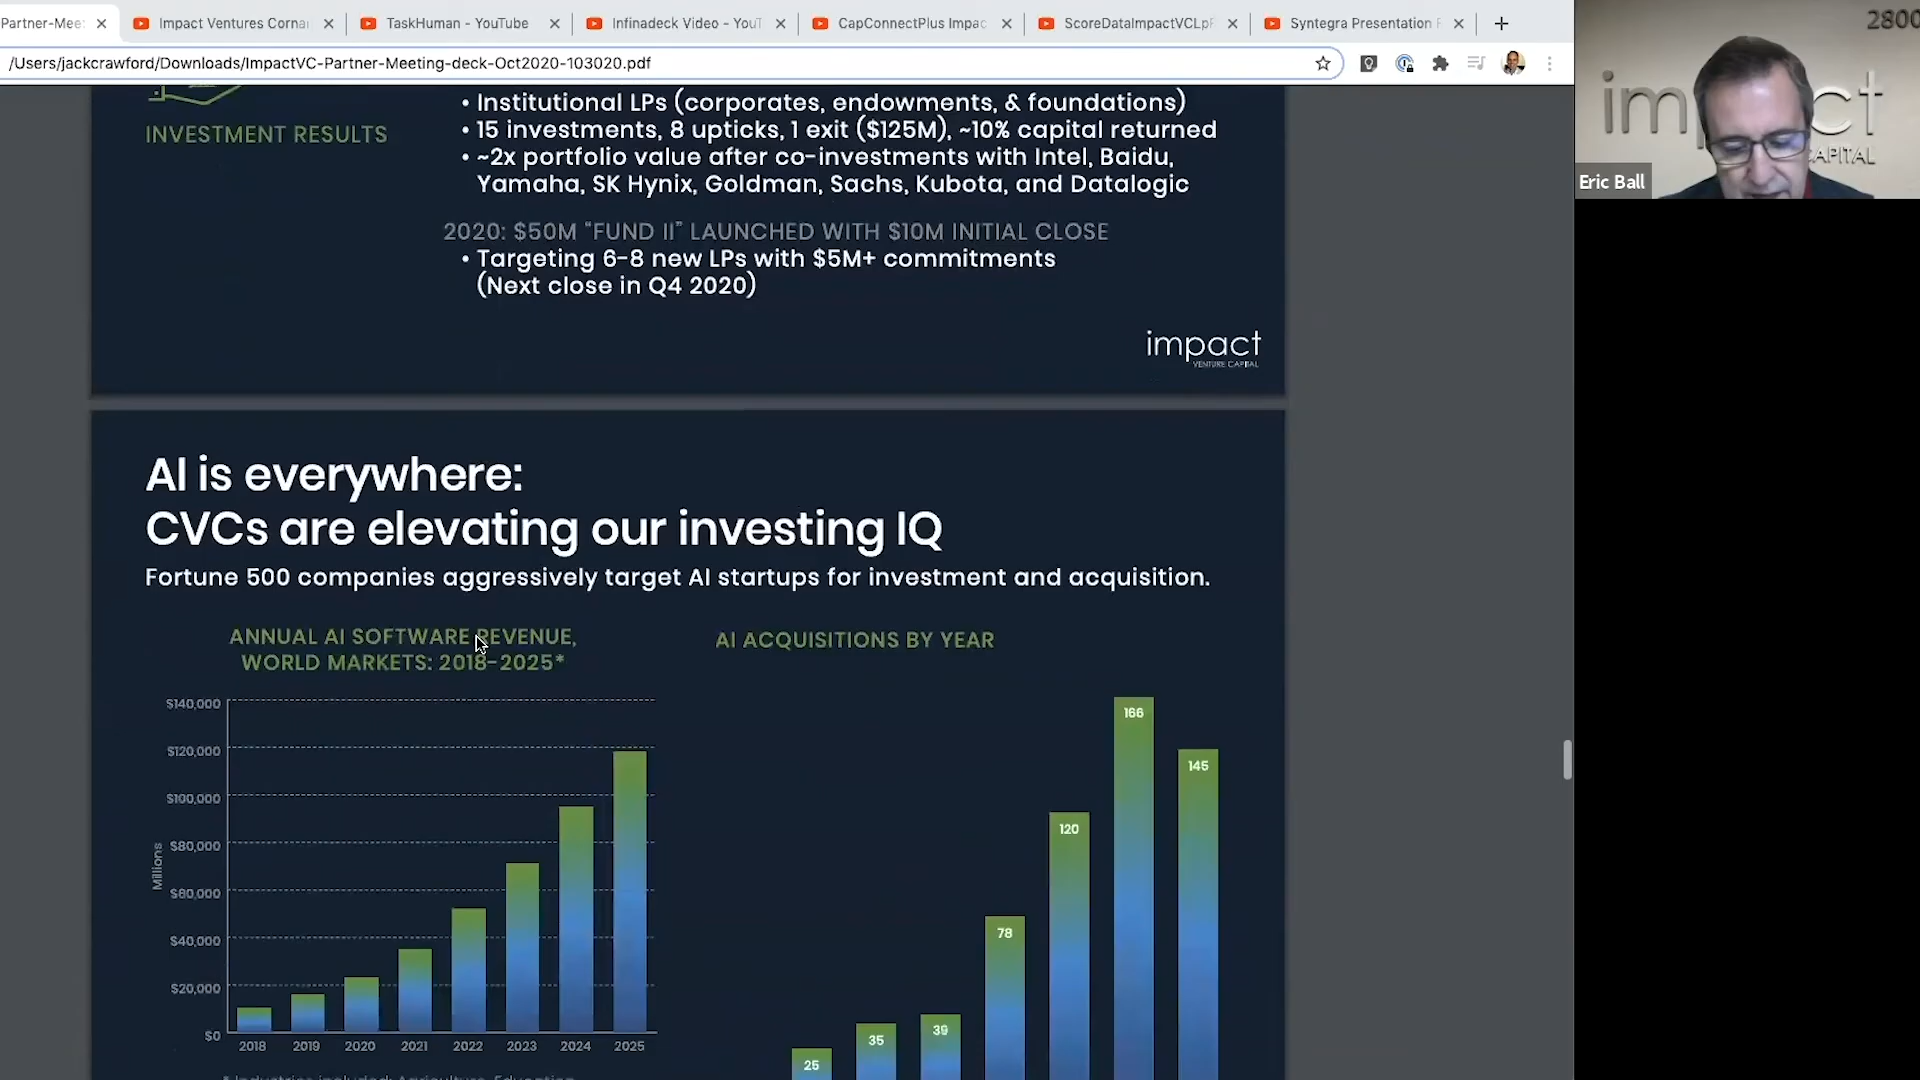 Partner-Mee
Impact Ventures Corna
TaskHuman - YouTube
Infinadeck Video - YouT
CapConnectPlus Impac
ScoreDataImpactVCLpP
Syntegra Presentation
/Users/jackcrawford/Downloads/ImpactVC-Partner-Meeting-deck-Oct2020-103020.pdf
2800
impact
CAPITAL
Eric Ball
INVESTMENT RESULTS
• Institutional LPs (corporates, endowments, & foundations)
• 15 investments, 8 upticks, 1 exit ($125M), ~10% capital returned
• ~2x portfolio value after co-investments with Intel, Baidu,
Yamaha, SK Hynix, Goldman, Sachs, Kubota, and Datalogic
2020: $50M “FUND II” LAUNCHED WITH $10M INITIAL CLOSE
• Targeting 6-8 new LPs with $5M+ commitments
(Next close in Q4 2020)
impact
VENTURE CAPITAL
AI is everywhere:
CVCs are elevating our investing IQ
Fortune 500 companies aggressively target AI startups for investment and acquisition.
ANNUAL AI SOFTWARE REVENUE,
WORLD MARKETS: 2018-2025*
Millions
$140,000
$120,000
$100,000
$80,000
$60,000
$40,000
$20,000
$0
2018 2019 2020 2021 2022 2023 2024 2025
* Industries included: Agriculture, Education,
AI ACQUISITIONS BY YEAR
25
35
39
78
120
166
145